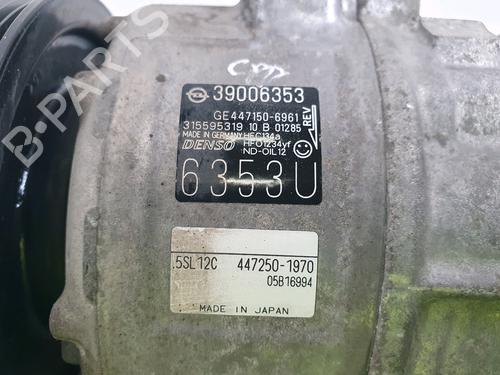 39006353
GE447150-6961
315595319 10 B 01285
MADE IN GERMANY HFC134a
DENSO HFO1234yf
ND-OIL12
REV
6353U
5SL12C 447250-1970
05B16994
MADE IN JAPAN